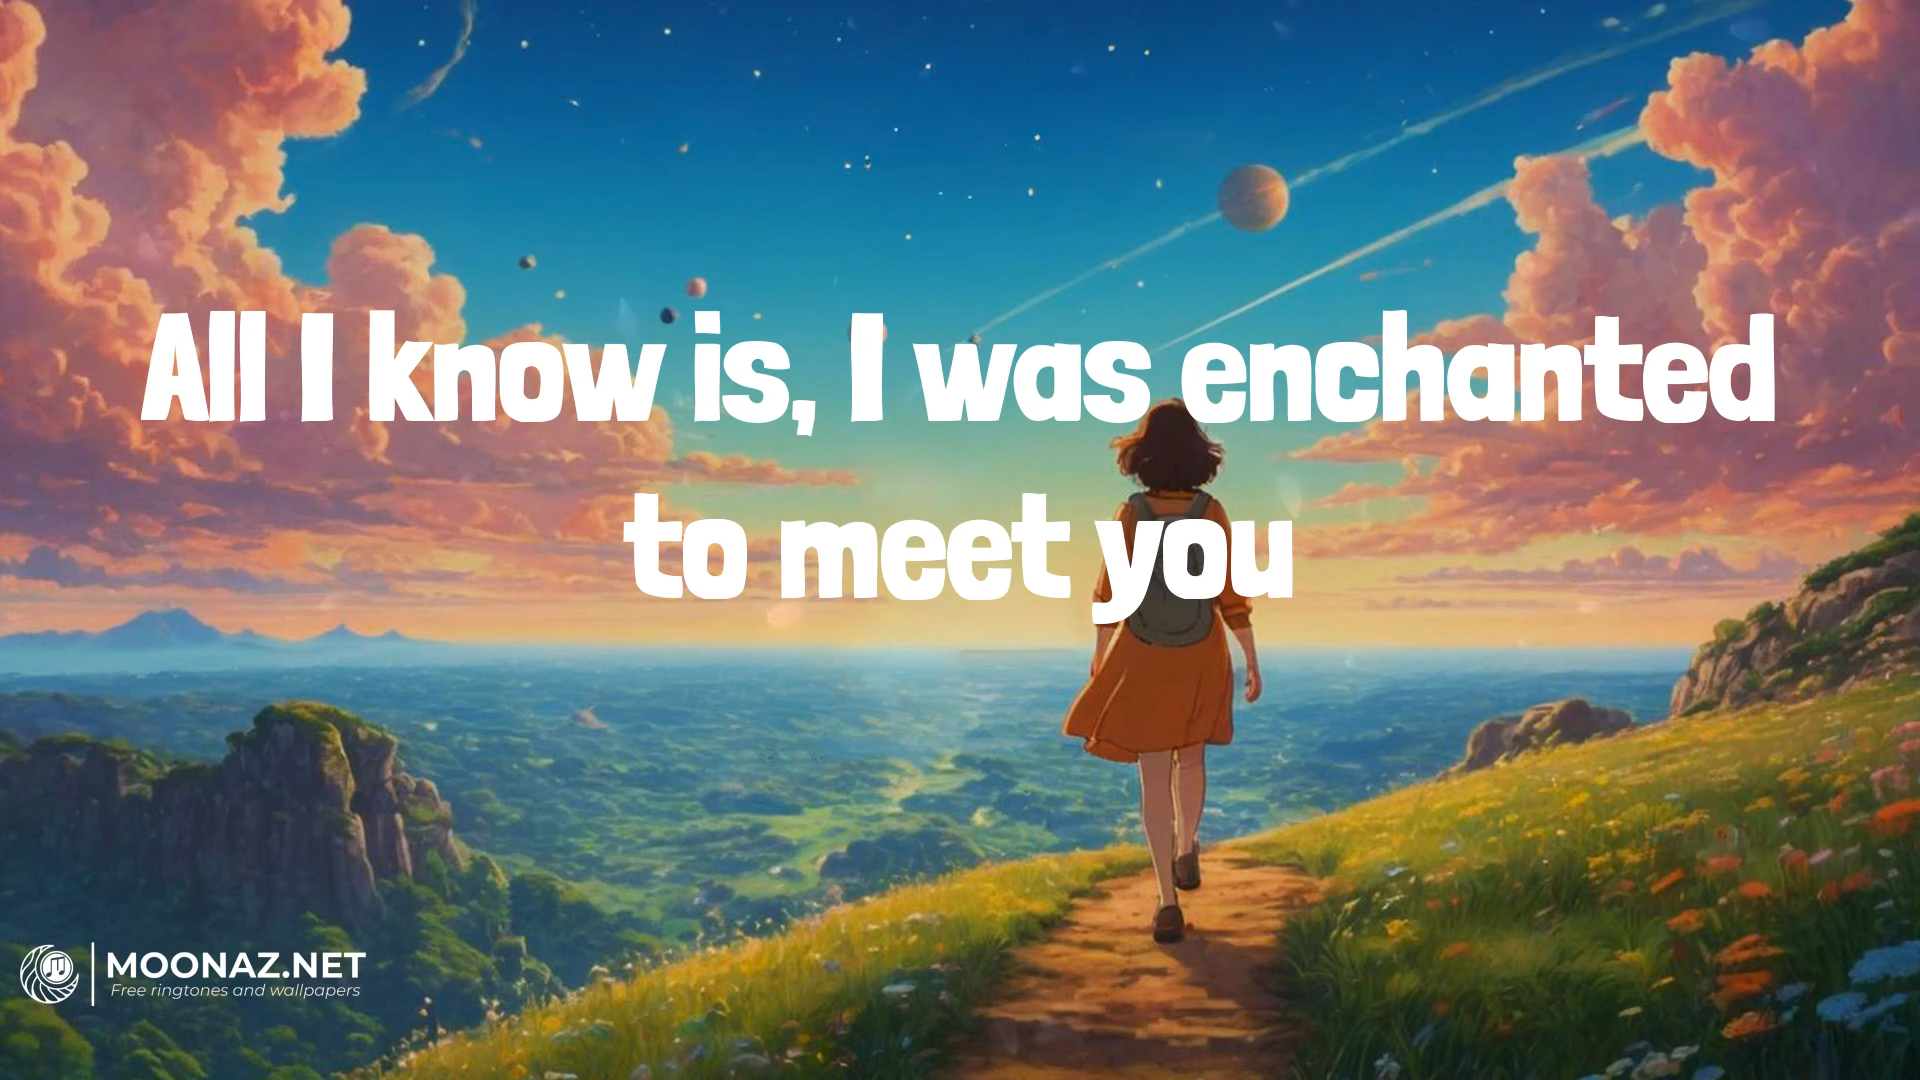 All I know is, I was enchanted
to meet you
MOONAZ.NET
Free ringtones and wallpapers